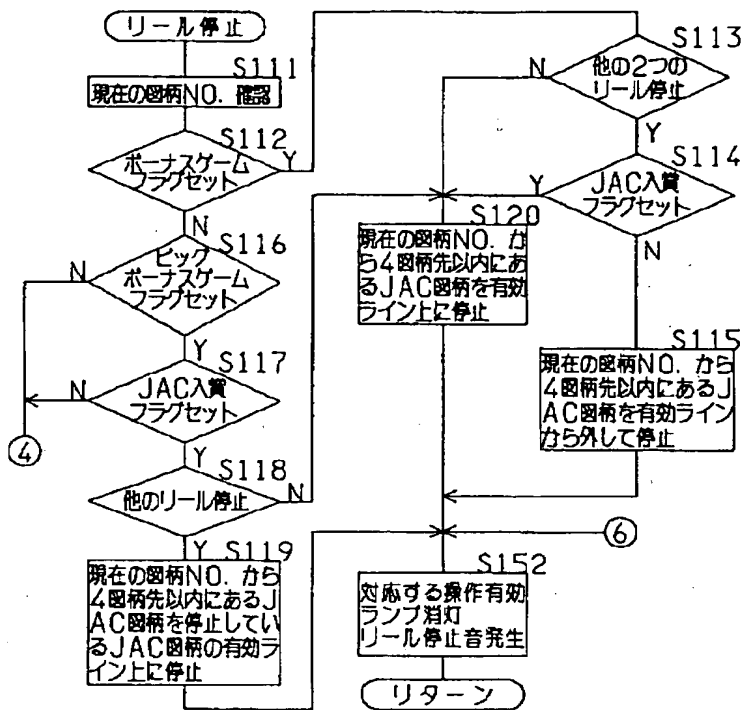 リール停止
S111
現在の図柄NO.確認
S112
ボーナスゲーム
フラグセット
Y
N
S116
ビッグ
ボーナスゲーム
フラグセット
N
Y
S117
JAC入賞
フラグセット
N
④
Y
S118
他のリール停止
N
Y
S119
現在の図柄NO.から
4図柄先以内にあるJ
AC図柄を停止してい
るJAC図柄の有効ラ
イン上に停止
S113
他の2つの
リール停止
N
Y
S114
JAC入賞
フラグセット
Y
N
S120
現在の図柄NO.か
ら4図柄先以内にあ
るJAC図柄を有効
ライン上に停止
S115
現在の図柄NO.から
4図柄先以内にあるJ
AC図柄を有効ライン
から外して停止
⑥
S152
対応する操作有効
ランプ消灯
リール停止音発生
リターン